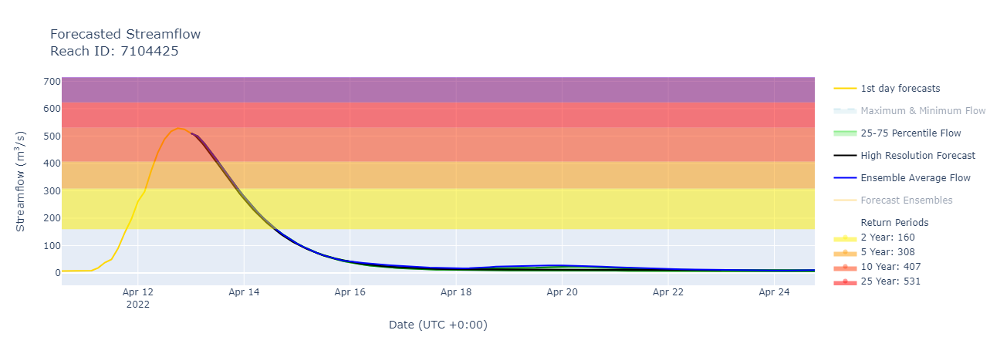 Forecasted Streamflow
Reach ID: 7104425
Streamflow (m³/s)
700
600
500
400
300
200
100
0
Apr 12
2022
Apr 14
Apr 16
Apr 18
Apr 20
Apr 22
Apr 24
Date (UTC +0:00)
1st day forecasts
Maximum & Minimum Flow
25-75 Percentile Flow
High Resolution Forecast
Ensemble Average Flow
Forecast Ensembles
Return Periods
2 Year: 160
5 Year: 308
10 Year: 407
25 Year: 531